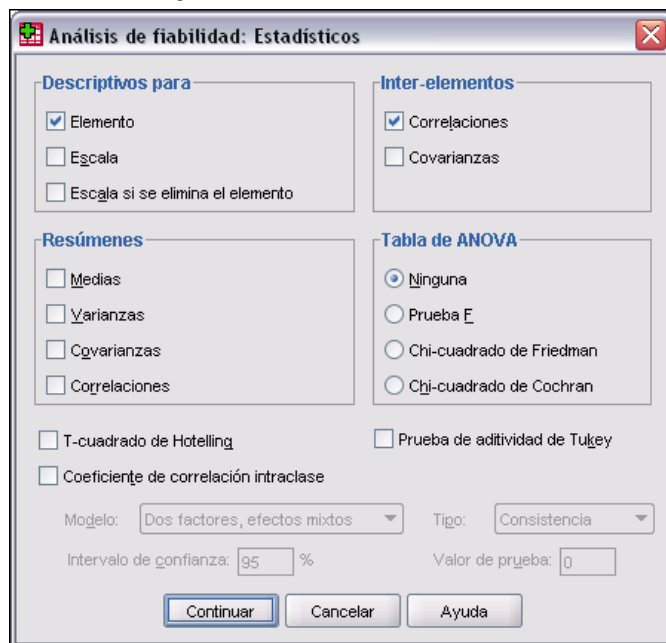 Análisis de fiabilidad: Estadísticos
Descriptivos para
Elemento
Escala
Escala si se elimina el elemento
Inter-elementos
Correlaciones
Covarianzas
Resúmenes
Medias
Varianzas
Covarianzas
Correlaciones
Tabla de ANOVA
Ninguna
Prueba F
Chi-cuadrado de Friedman
Chi-cuadrado de Cochran
T-cuadrado de Hotelling
Prueba de aditividad de Tukey
Coeficiente de correlación intraclase
Modelo: Dos factores, efectos mixtos Tipo: Consistencia
Intervalo de confianza: 95 % Valor de prueba: 0
Continuar Cancelar Ayuda